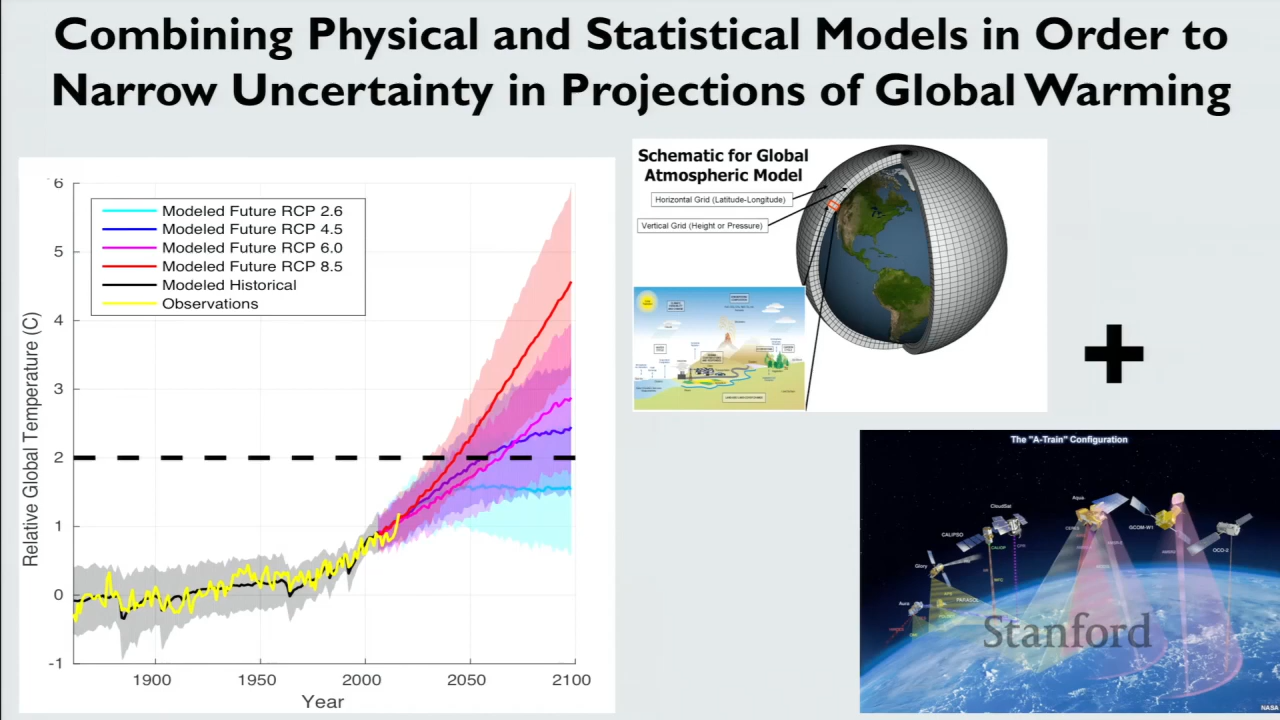 Combining Physical and Statistical Models in Order to
Narrow Uncertainty in Projections of Global Warming
6
5
4
3
2
1
0
-1
Relative Global Temperature (C)
Modeled Future RCP 2.6
Modeled Future RCP 4.5
Modeled Future RCP 6.0
Modeled Future RCP 8.5
Modeled Historical
Observations
1900
1950
2000
2050
2100
Year
Schematic for Global
Atmospheric Model
Horizontal Grid (Latitude-Longitude)
Vertical Grid (Height or Pressure)
+
The "A-Train" Configuration
Aqua
CloudSat
CALIPSO
GCOM-W1
OCO-2
Glory
Aura
PARASOL
Stanford
NASA